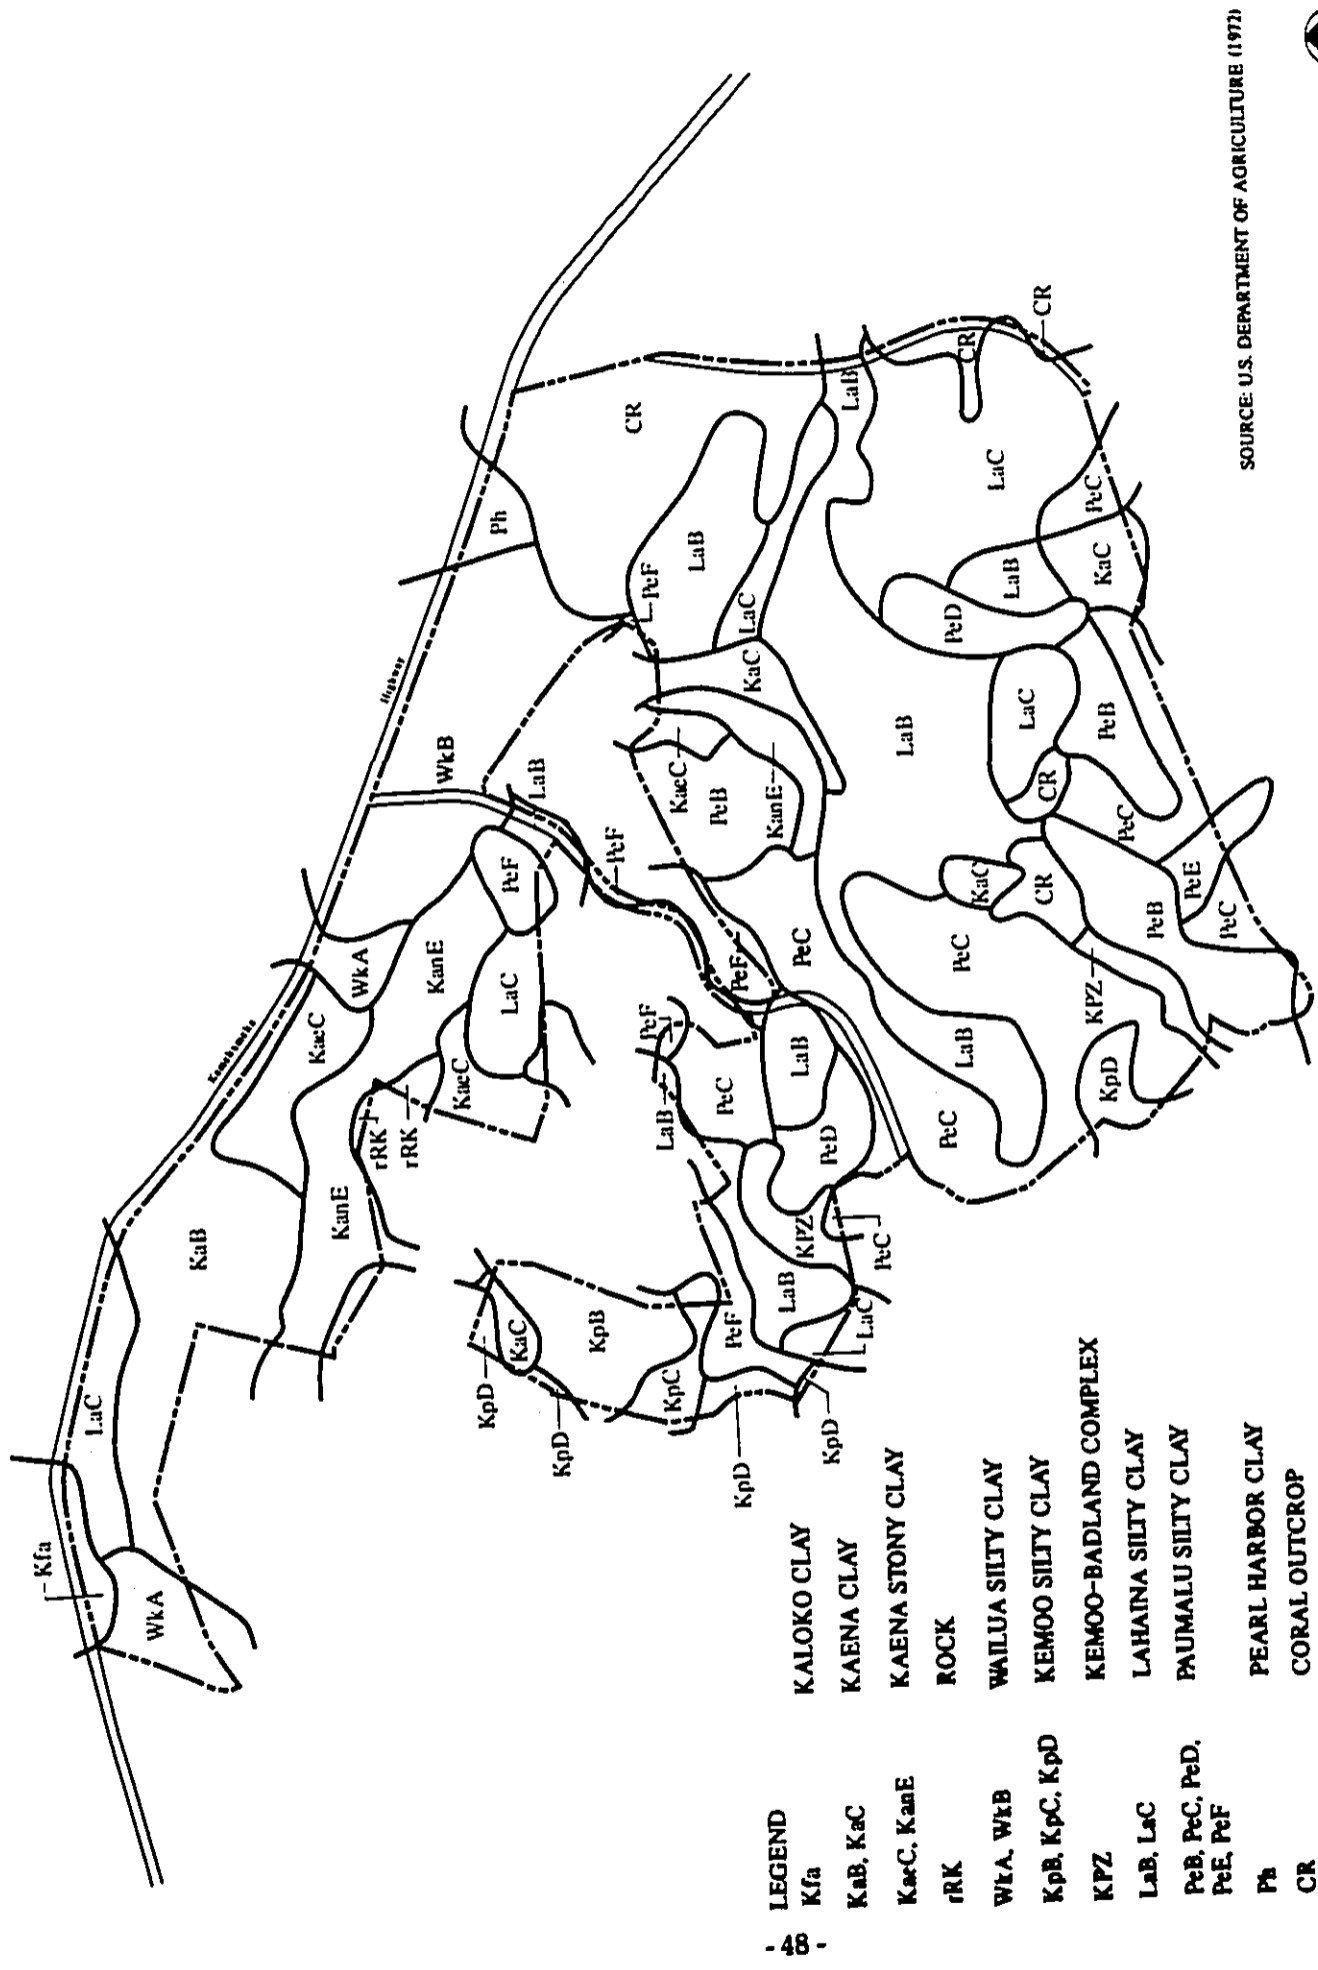 Kfa
WkA
LaC
KaB
KanE
KaeC
WkA
KanE
rRK
rRK
KaeC
LaC
PeF
Kamehameha
Highway
WkB
LaB
PeF
Ph
CR
PeF
LaB
LaC
KaC
KaeC
PeB
KanE
PeF
PeC
LaB
PeF
LaB
PeC
PeD
KPZ
PeC
LaB
LaC
PeF
KpD
KaC
KpB
KpD
KpC
KpD
KpD
LaB
CR
CR
LaC
PeC
KaC
LaB
PeD
LaB
LaC
PeB
CR
PeC
KaC
CR
PeB
PeE
PeC
PeC
KPZ
LaB
PeC
KpD
LEGEND
Kfa KALOKO CLAY
KaB, KaC KAENA CLAY
KaeC, KanE KAENA STONY CLAY
rRK ROCK
WkA, WkB WAILUA SILTY CLAY
KpB, KpC, KpD KEMOO SILTY CLAY
KPZ KEMOO-BADLAND COMPLEX
LaB, LaC LAHAINA SILTY CLAY
PeB, PeC, PeD, PAUMALU SILTY CLAY
PeE, PeF
Ph PEARL HARBOR CLAY
CR CORAL OUTCROP
SOURCE: U.S. DEPARTMENT OF AGRICULTURE (1972)
- 48 -